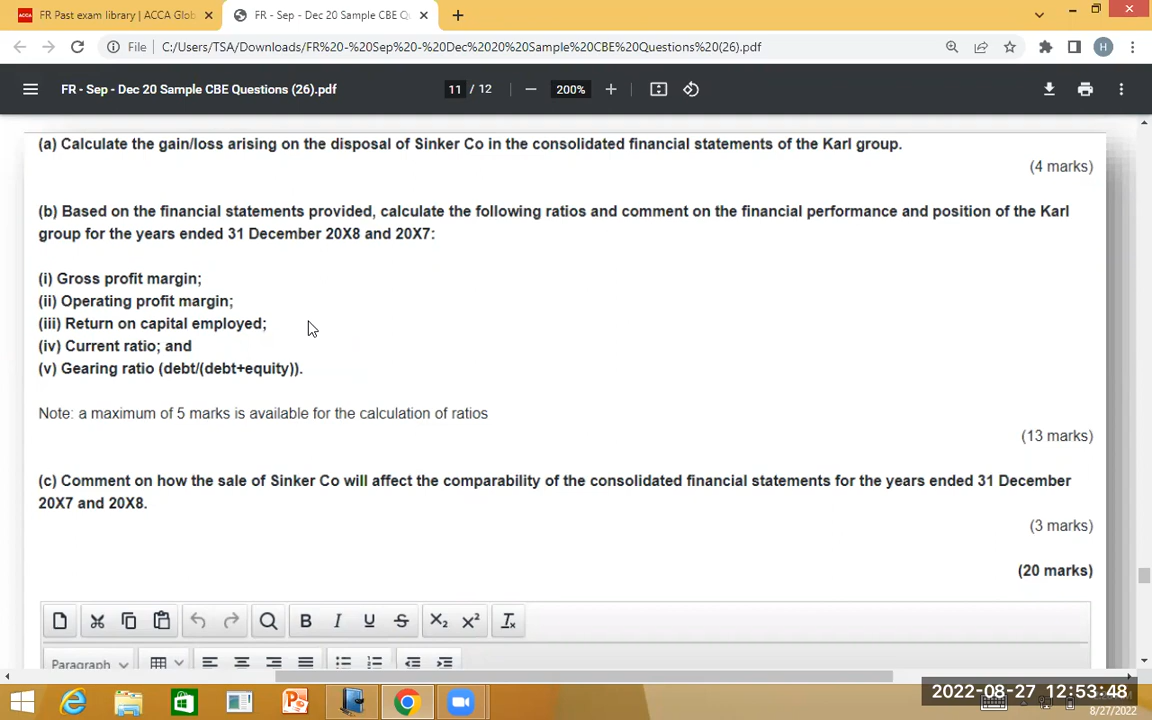 FR Past exam library | ACCA Glob
FR - Sep - Dec 20 Sample CBE Q
File
C:/Users/TSA/Downloads/FR%20-%20Sep%20-%20Dec%2020%20Sample%20CBE%20Questions%20(26).pdf
H
FR - Sep - Dec 20 Sample CBE Questions (26).pdf
11 / 12
200%
(a) Calculate the gain/loss arising on the disposal of Sinker Co in the consolidated financial statements of the Karl group.
(4 marks)
(b) Based on the financial statements provided, calculate the following ratios and comment on the financial performance and position of the Karl
group for the years ended 31 December 20X8 and 20X7:
(i) Gross profit margin;
(ii) Operating profit margin;
(iii) Return on capital employed;
(iv) Current ratio; and
(v) Gearing ratio (debt/(debt+equity)).
Note: a maximum of 5 marks is available for the calculation of ratios
(13 marks)
(c) Comment on how the sale of Sinker Co will affect the comparability of the consolidated financial statements for the years ended 31 December
20X7 and 20X8.
(3 marks)
(20 marks)
B I U S X₂ X² Ix
Paragraph
2022-08-27 12:53:48
8/27/2022